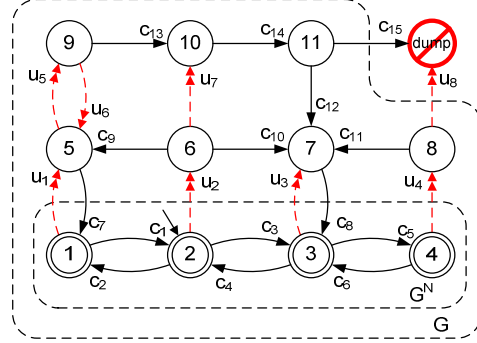 9 c13 10 c14 11 c15 dump
u5 u6 u7 c12 u8
5 c9 6 c10 7 c11 8
u1 c7 u2 u3 c8 u4
1 c1 2 c3 3 c5 4
c2 c4 c6 G^N
G